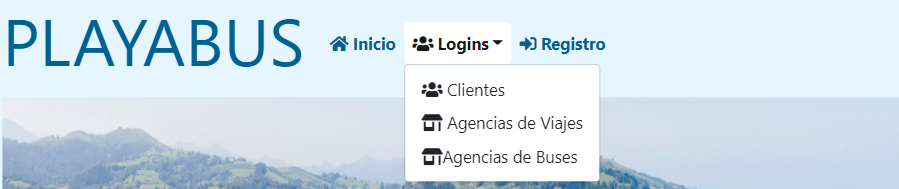 PLAYABUS
Inicio Logins Registro
Clientes
Agencias de Viajes
Agencias de Buses